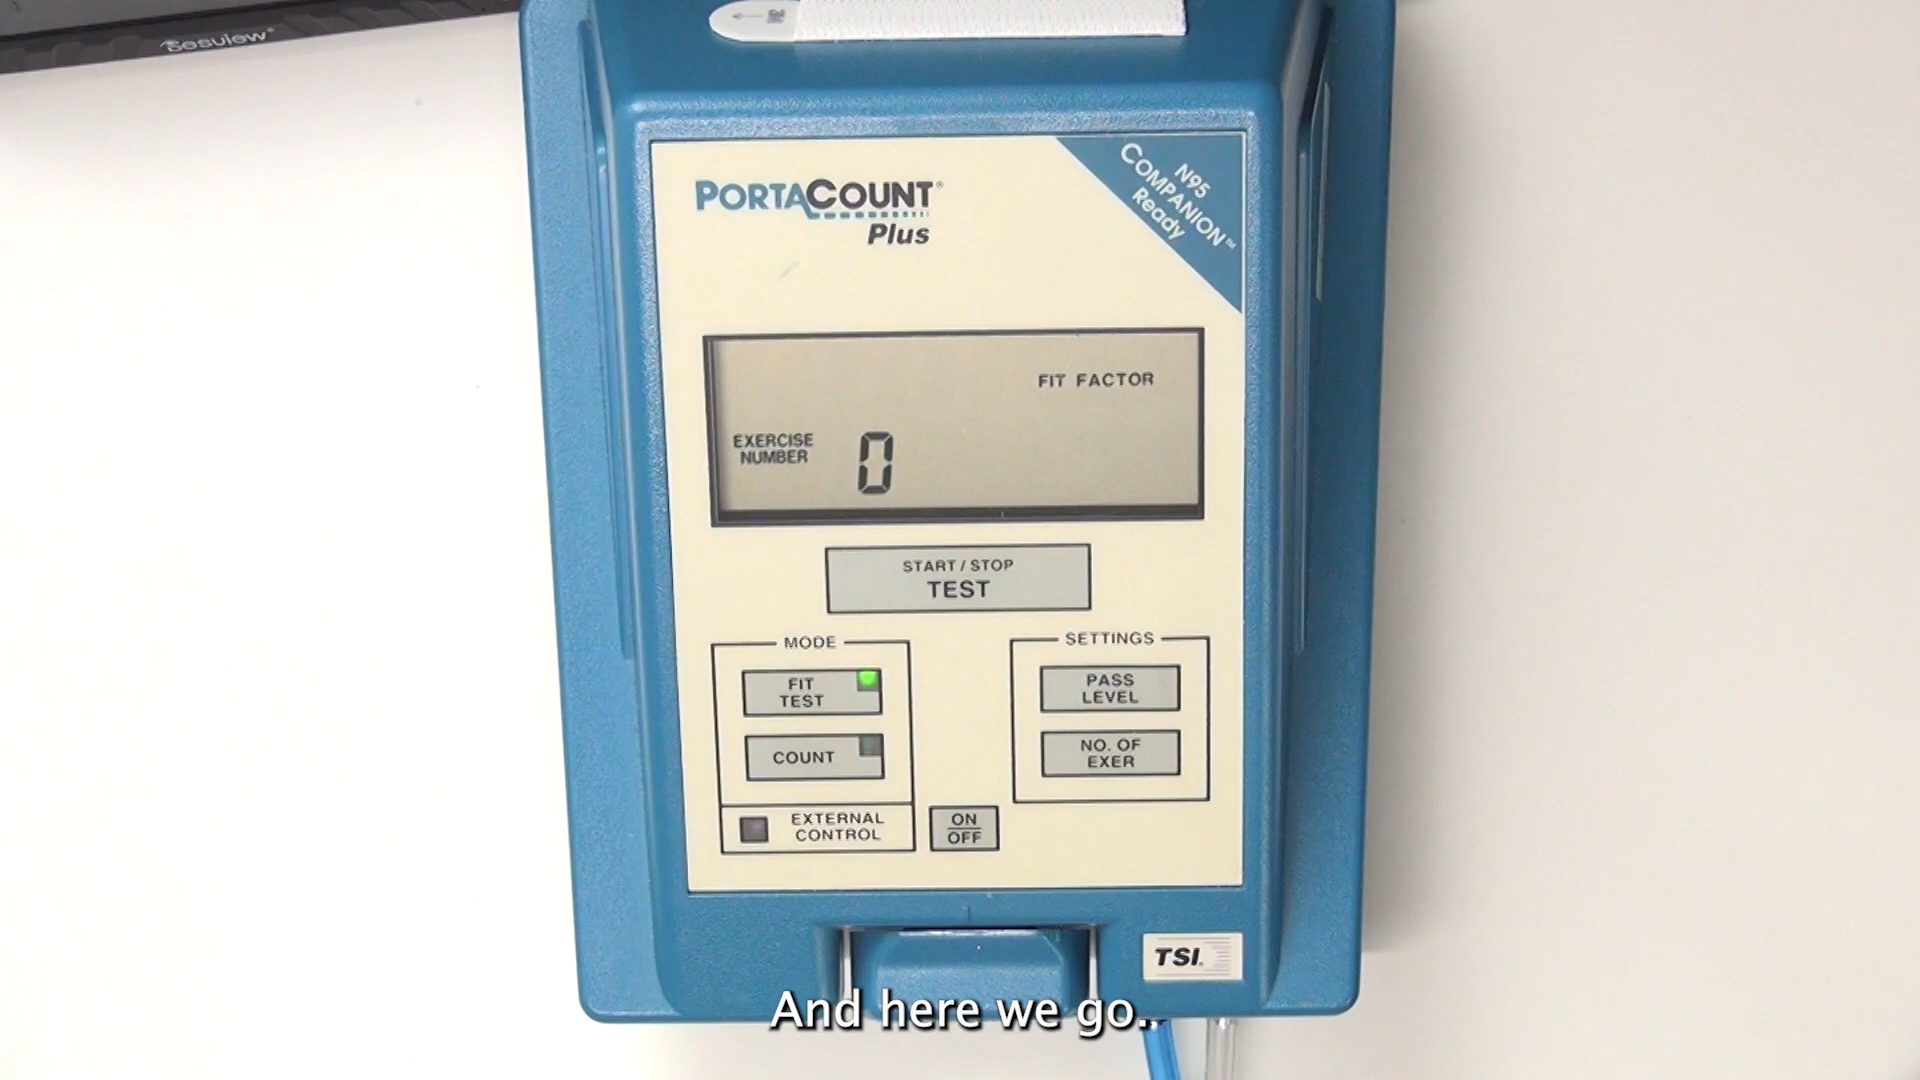 Desview®
PORTACOUNT®
Plus
N95
COMPANION™
Ready
FIT FACTOR
EXERCISE
NUMBER
0
START / STOP
TEST
MODE
FIT
TEST
COUNT
EXTERNAL
CONTROL
ON
OFF
SETTINGS
PASS
LEVEL
NO. OF
EXER
TSI
And here we go.